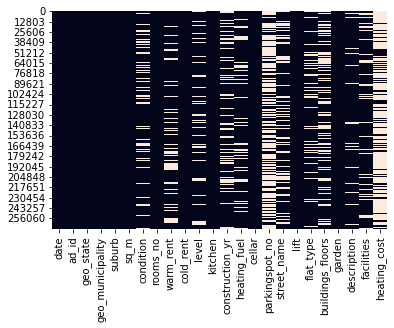 0
12803
25606
38409
51212
64015
76818
89621
102424
115227
128030
140833
153636
166439
179242
192045
204848
217651
230454
243257
256060
date
ad_id
geo_state
geo_municipality
suburb
sq_m
condition
rooms_no
warm_rent
cold_rent
level
kitchen
construction_yr
heating_fuel
cellar
parkingspot_no
street_name
lift
flat_type
buildings_floors
garden
description
facilities
heating_cost